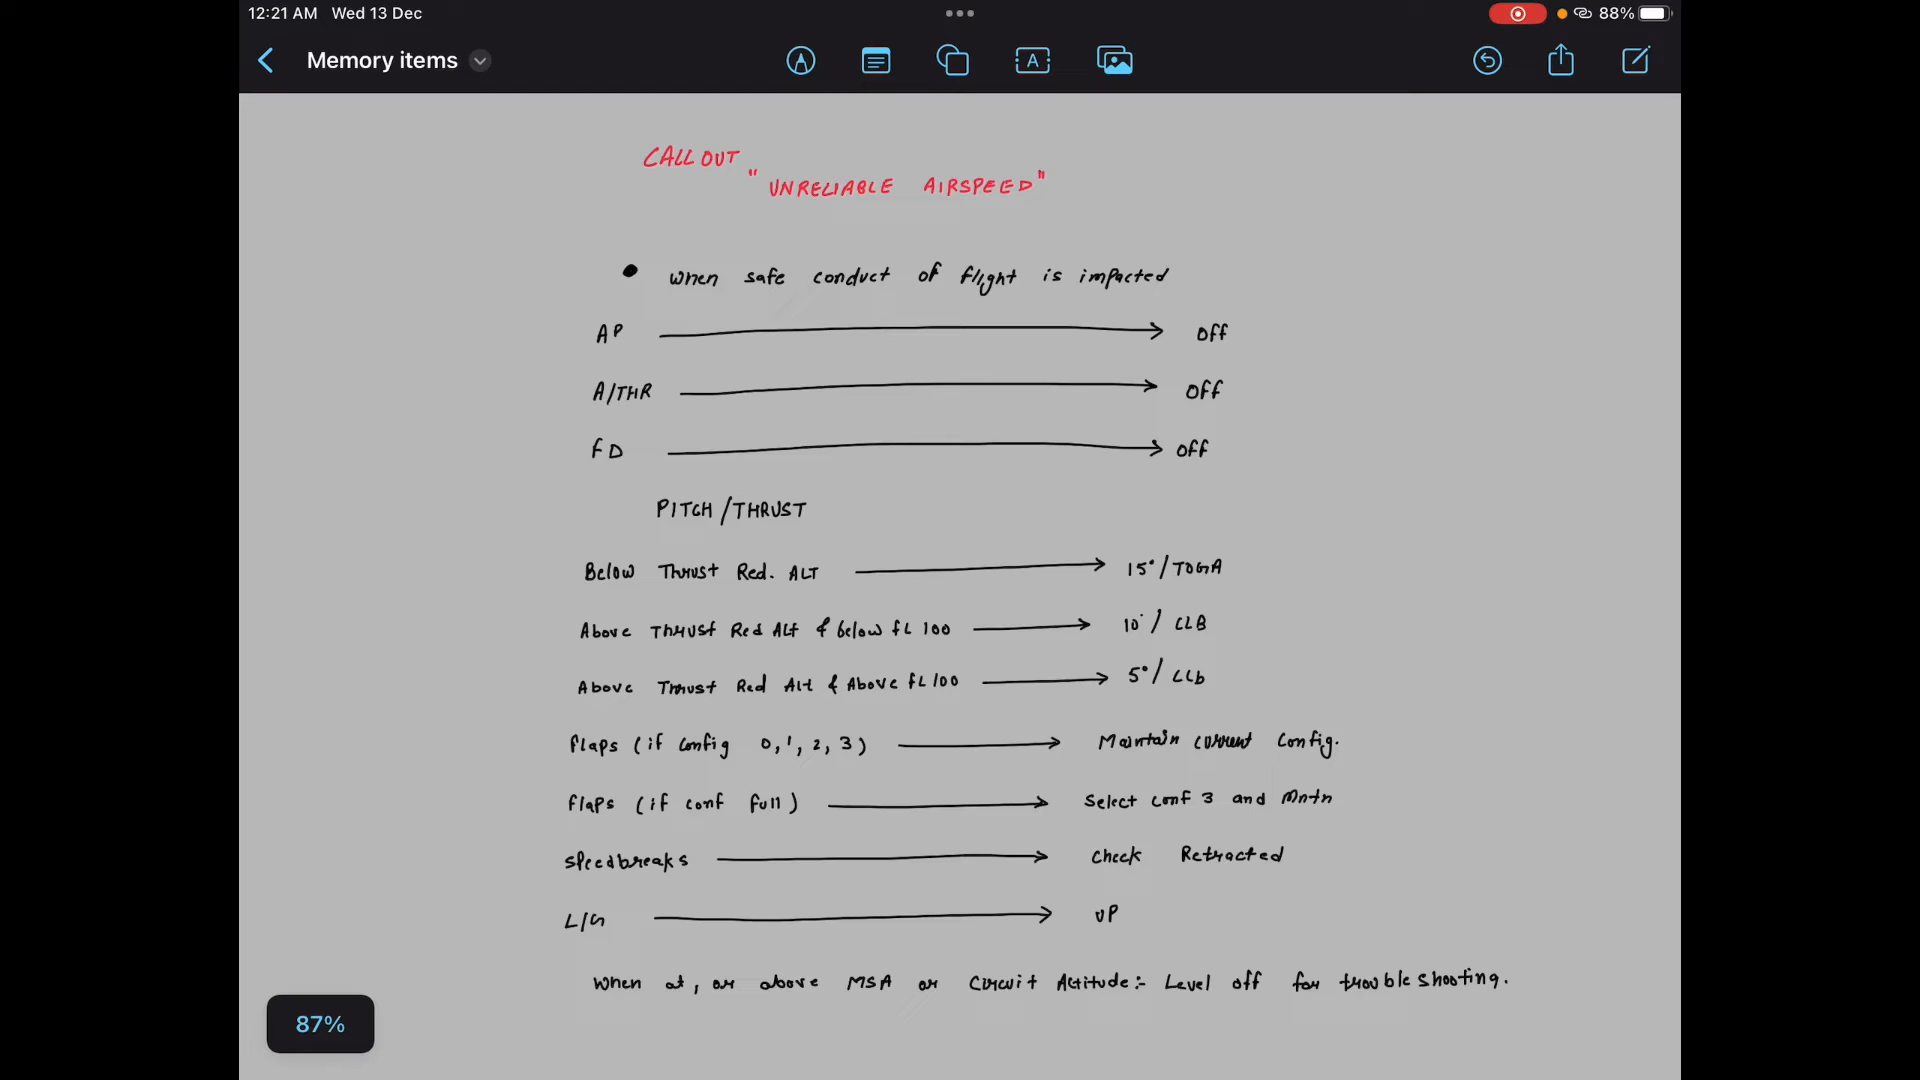 12:21 AM Wed 13 Dec
88%
Memory items
A
CALL OUT
" UNRELIABLE AIRSPEED"
• When safe conduct of flight is impacted
AP → Off
A/THR → Off
FD → Off
PITCH/THRUST
Below Thrust Red. ALT → 15°/TOGA
Above Thrust Red Alt & below FL 100 → 10°/ CLB
Above Thrust Red Alt & Above FL100 → 5°/ CLb
Flaps (if Config 0,1,2,3) → Maintain current Config.
Flaps (if conf full) → Select conf 3 and Mntn
Speedbreaks → Check Retracted
L/G → UP
When at, or above MSA or Circuit Altitude:- Level off for trouble shooting.
87%